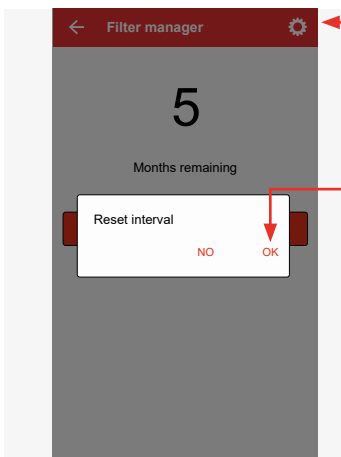 Filter manager
5
Months remaining
Reset interval
NO OK